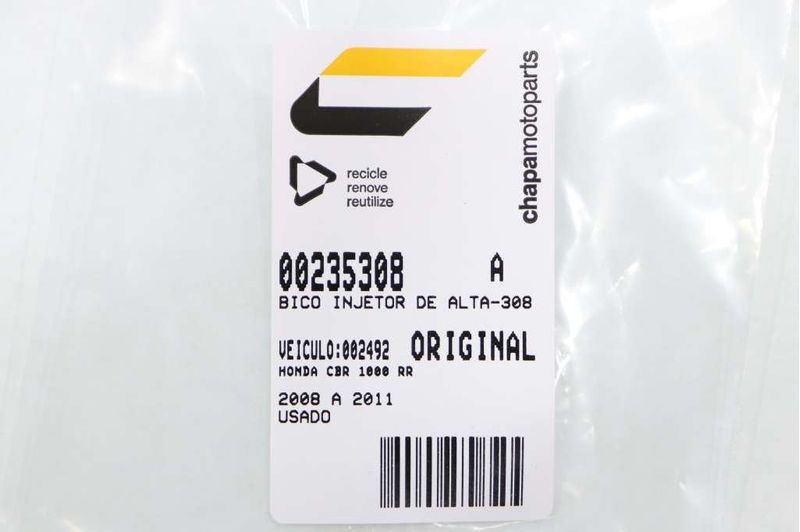 chapamotoparts
recicle
renove
reutilize
00235308 A
BICO INJETOR DE ALTA-308
VEICULO:002492 ORIGINAL
HONDA CBR 1000 RR
2008 A 2011
USADO